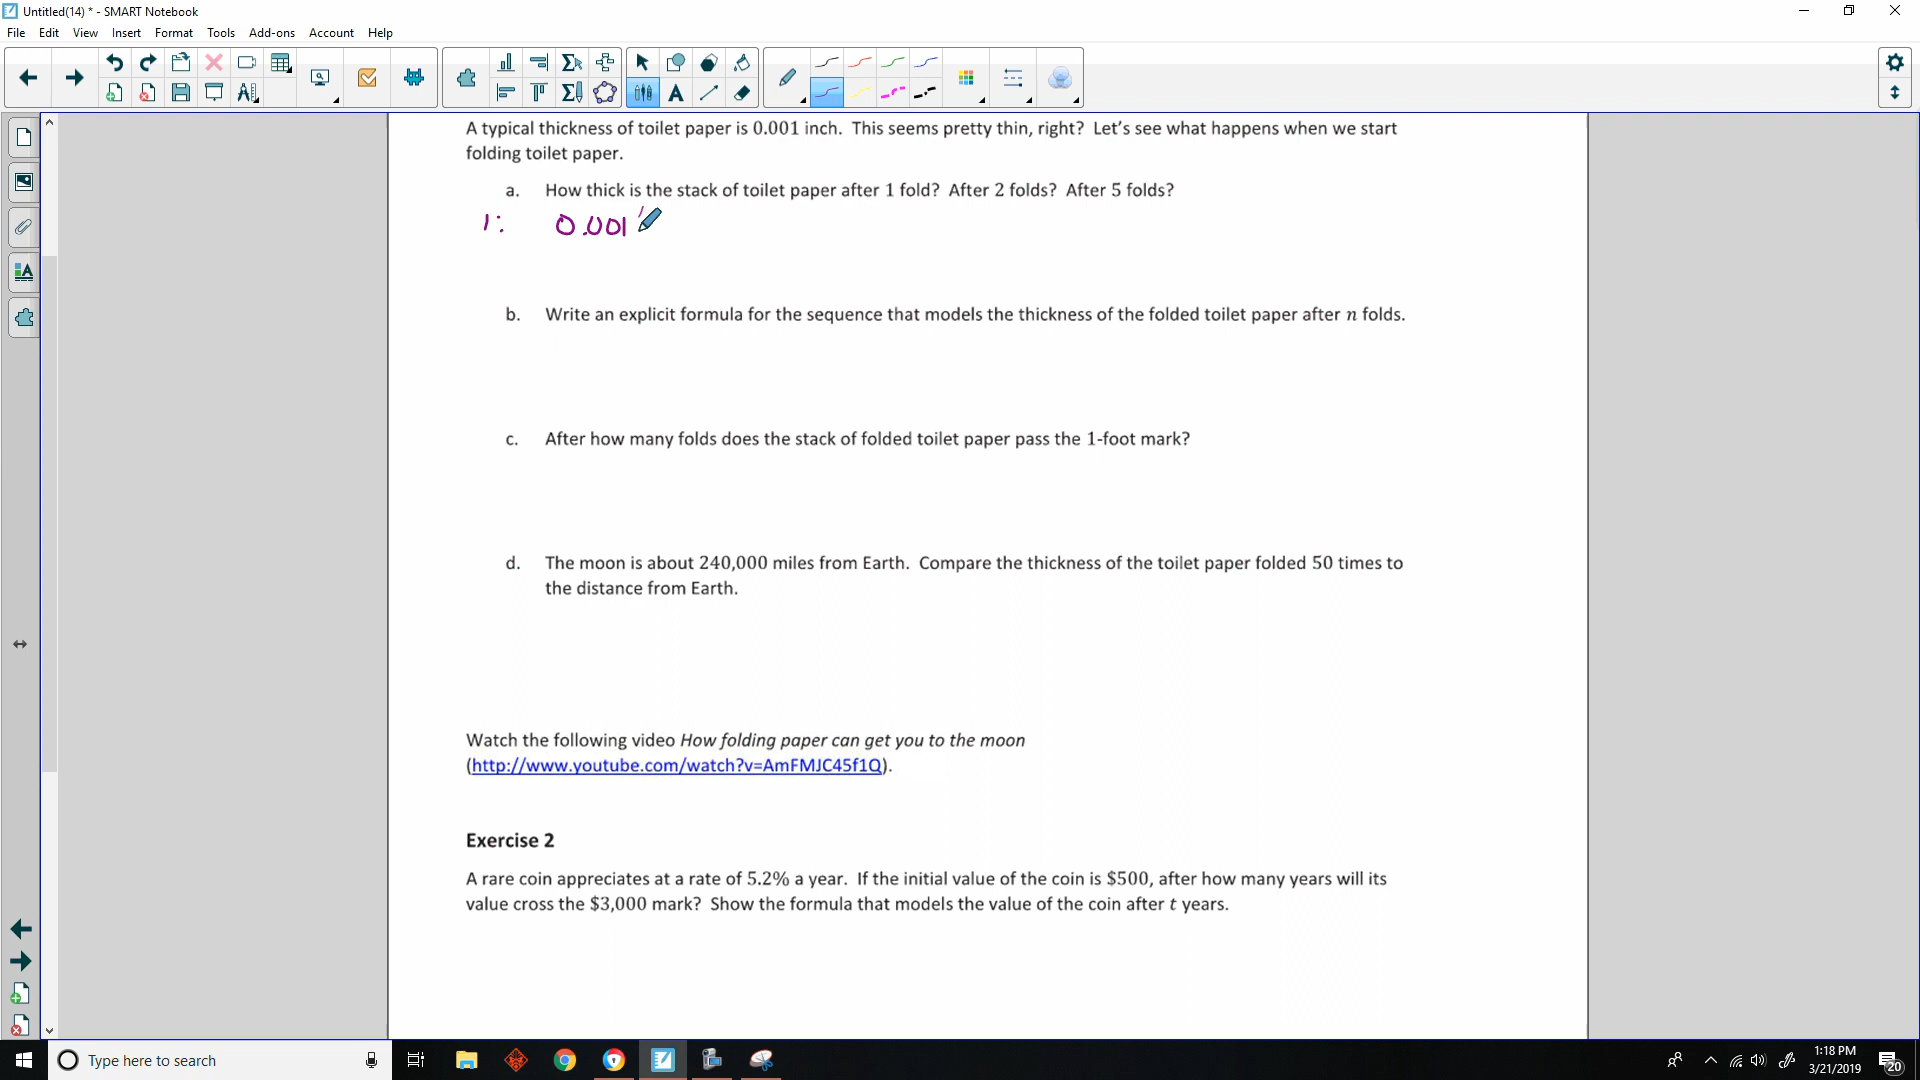 Untitled(14) * - SMART Notebook
File Edit View Insert Format Tools Add-ons Account Help
A typical thickness of toilet paper is 0.001 inch. This seems pretty thin, right? Let's see what happens when we start
folding toilet paper.
a. How thick is the stack of toilet paper after 1 fold? After 2 folds? After 5 folds?
1: 0.001
b. Write an explicit formula for the sequence that models the thickness of the folded toilet paper after n folds.
c. After how many folds does the stack of folded toilet paper pass the 1-foot mark?
d. The moon is about 240,000 miles from Earth. Compare the thickness of the toilet paper folded 50 times to
the distance from Earth.
Watch the following video How folding paper can get you to the moon
(http://www.youtube.com/watch?v=AmFMJC45f1Q).
Exercise 2
A rare coin appreciates at a rate of 5.2% a year. If the initial value of the coin is $500, after how many years will its
value cross the $3,000 mark? Show the formula that models the value of the coin after t years.
Type here to search
1:18 PM
3/21/2019
20